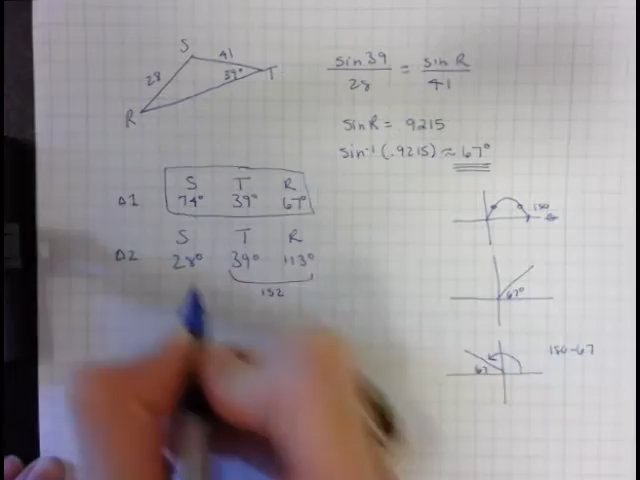 S
41
28
39°
T
R
sin 39 / 28 = sin R / 41
sin R = 9215
sin⁻¹ (.9215) ≈ 67°
S T R
Δ1 74° 39° 67°
S T R
Δ2 28° 39° 113°
152
180
67°
67
180-67